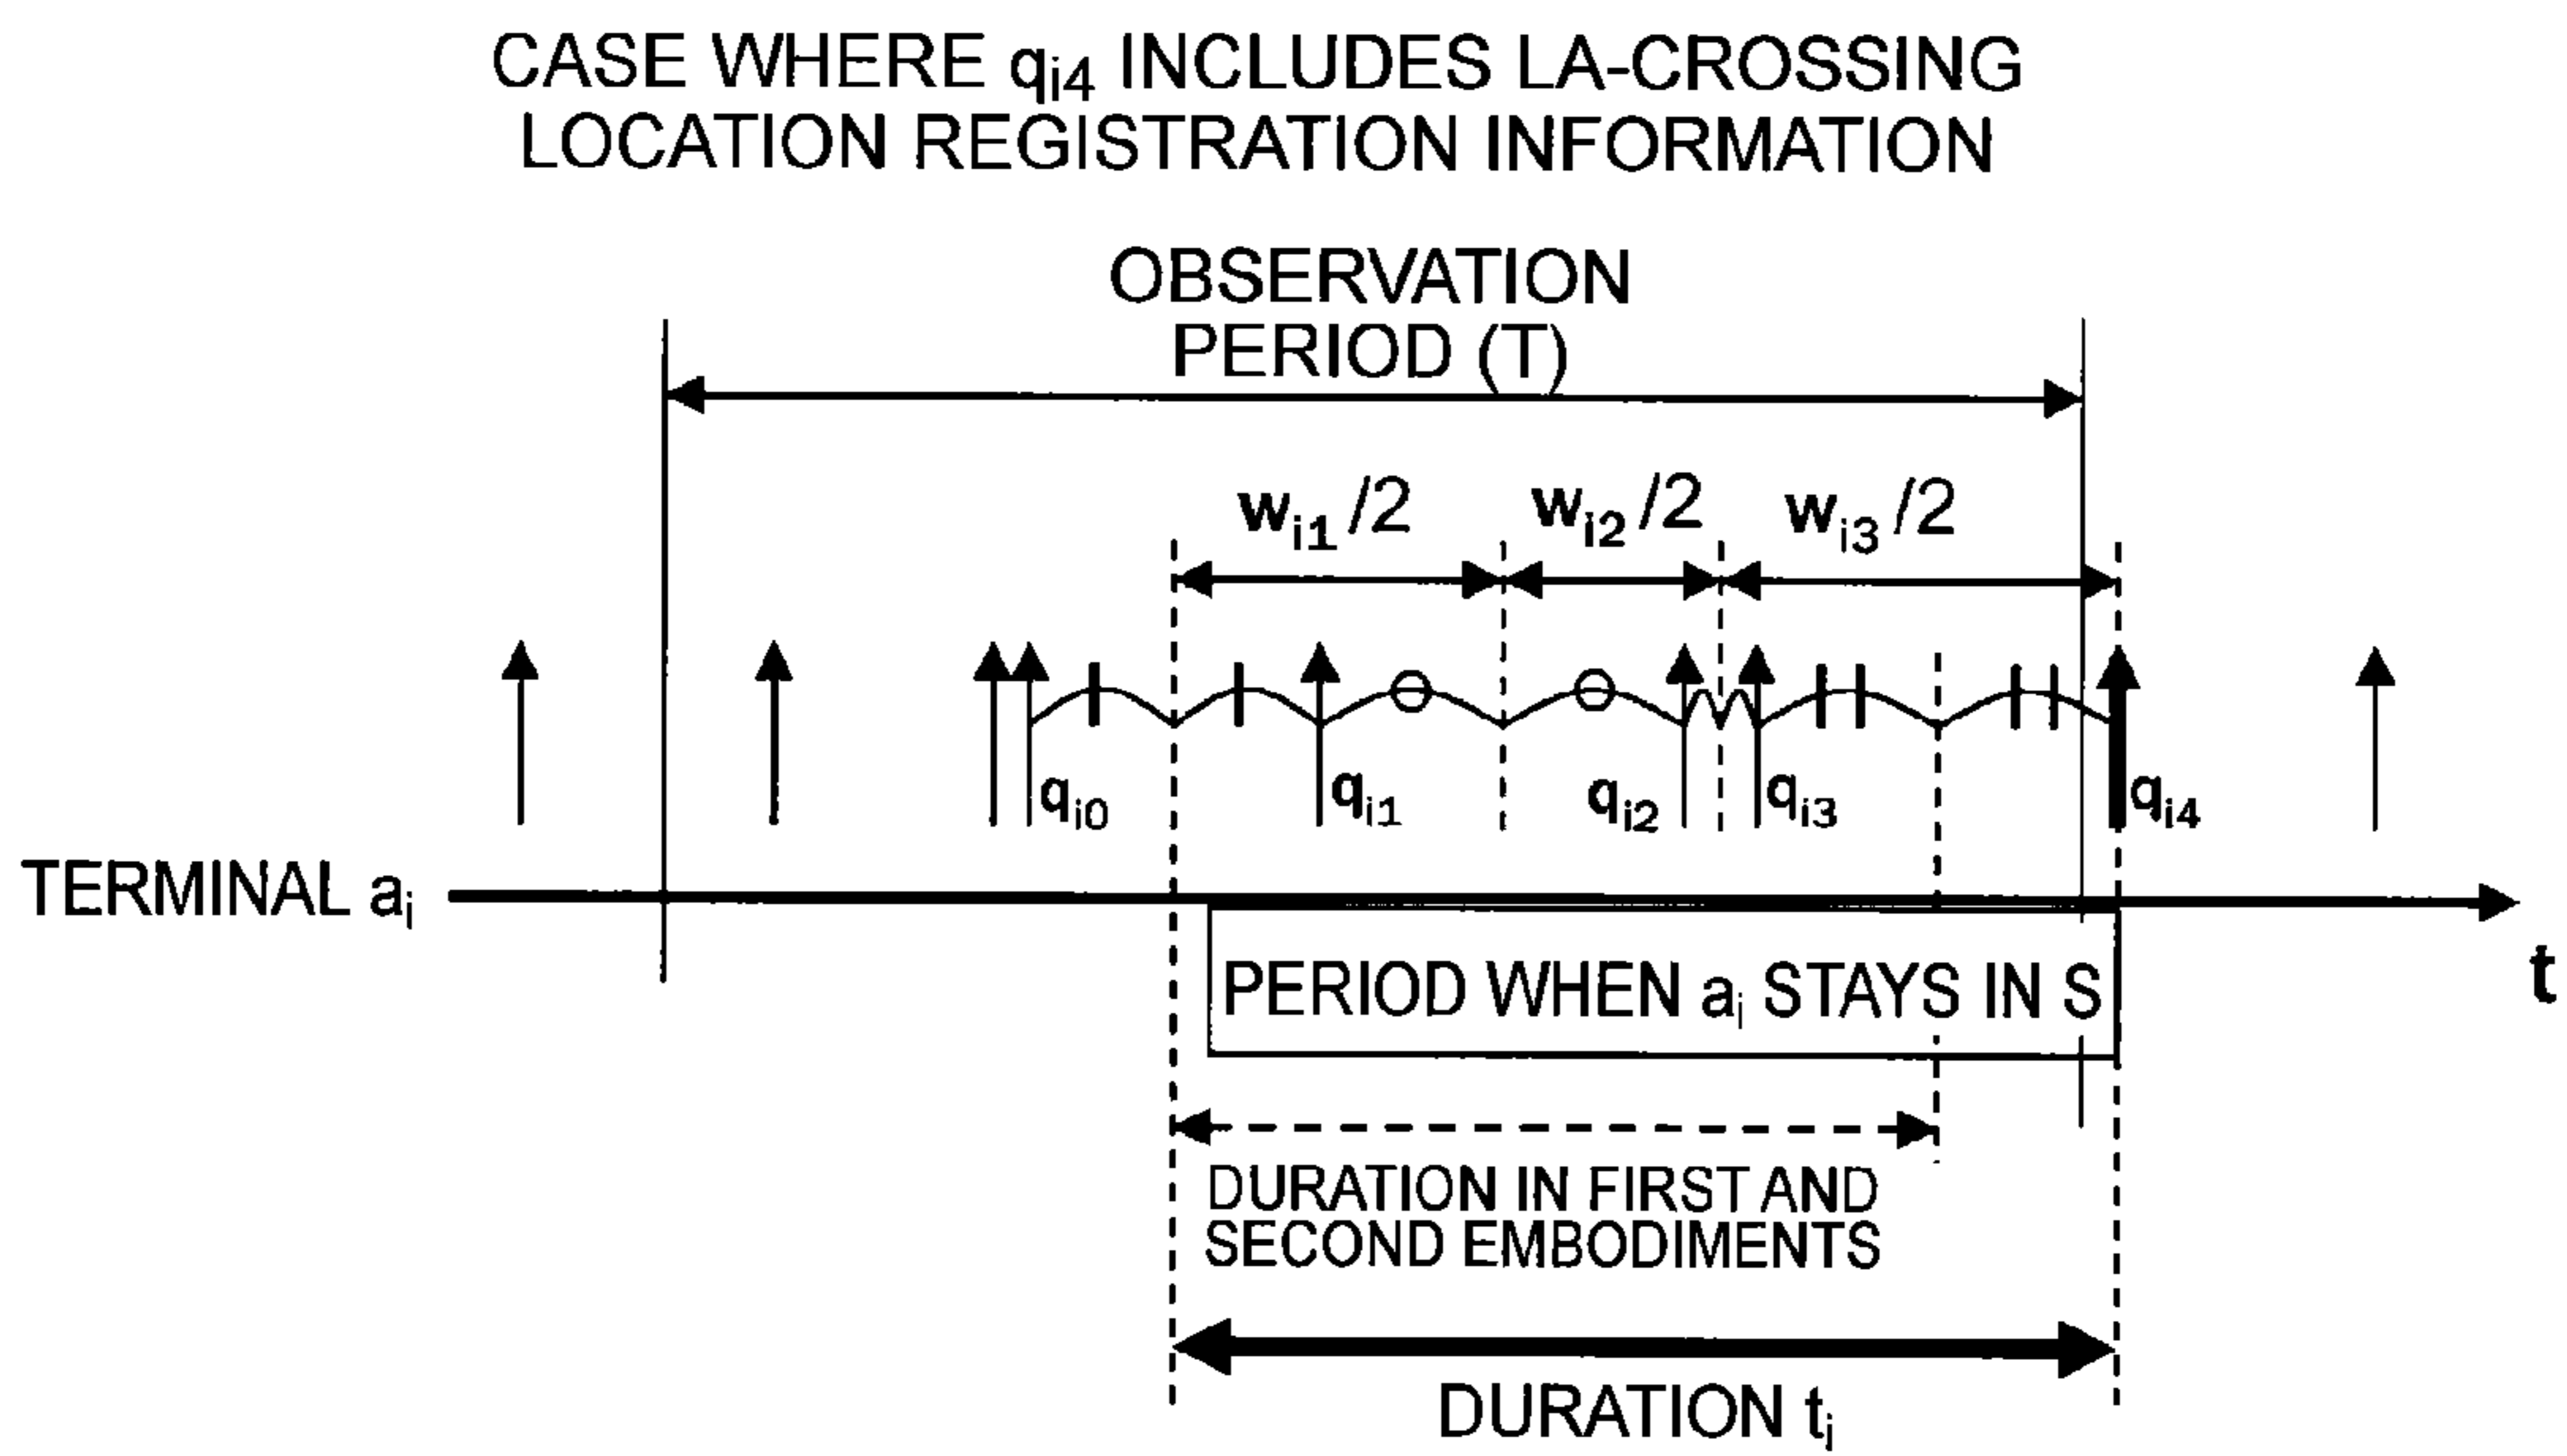 CASE WHERE qi4 INCLUDES LA-CROSSING
LOCATION REGISTRATION INFORMATION
OBSERVATION
PERIOD (T)
wi1 /2 wi2 /2 wi3 /2
qi0 qi1 qi2 qi3 qi4
TERMINAL ai
t
PERIOD WHEN ai STAYS IN S
DURATION IN FIRST AND
SECOND EMBODIMENTS
DURATION ti